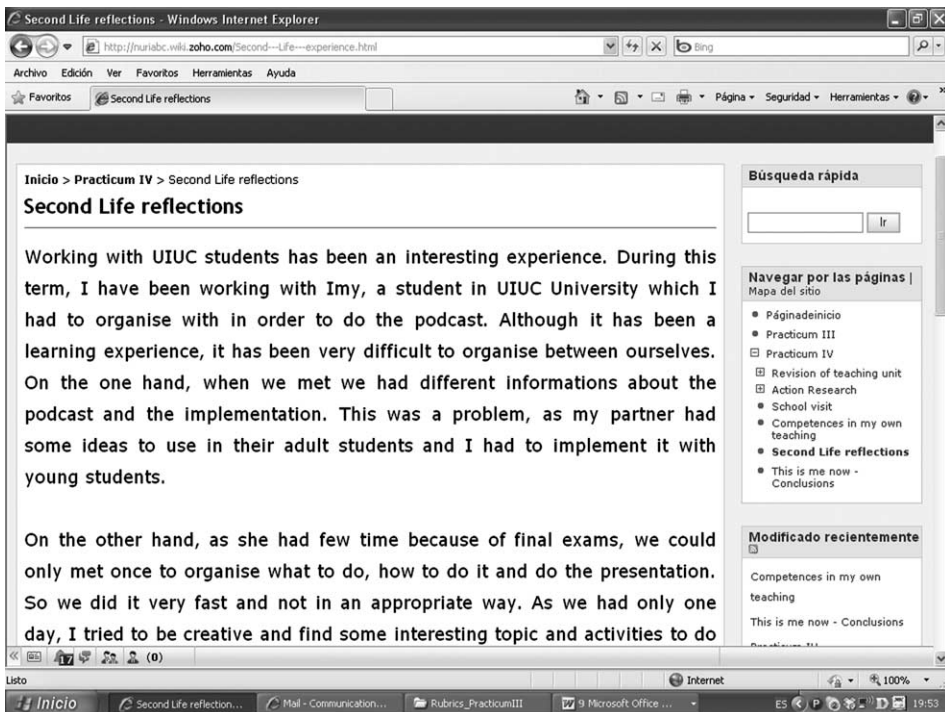 Second Life reflections - Windows Internet Explorer
http://nuriabc.wiki.zoho.com/Second---Life---experience.html
Bing
Archivo Edición Ver Favoritos Herramientas Ayuda
Favoritos Second Life reflections Página Seguridad Herramientas
Inicio > Practicum IV > Second Life reflections
Second Life reflections
Working with UIUC students has been an interesting experience. During this
term, I have been working with Imy, a student in UIUC University which I
had to organise with in order to do the podcast. Although it has been a
learning experience, it has been very difficult to organise between ourselves.
On the one hand, when we met we had different informations about the
podcast and the implementation. This was a problem, as my partner had
some ideas to use in their adult students and I had to implement it with
young students.
On the other hand, as she had few time because of final exams, we could
only met once to organise what to do, how to do it and do the presentation.
So we did it very fast and not in an appropriate way. As we had only one
day, I tried to be creative and find some interesting topic and activities to do
Búsqueda rápida
Ir
Navegar por las páginas |
Mapa del sitio
Páginadeinicio
Practicum III
Practicum IV
Revision of teaching unit
Action Research
School visit
Competences in my own
teaching
Second Life reflections
This is me now -
Conclusions
Modificado recientemente
Competences in my own
teaching
This is me now - Conclusions
17 (0)
Listo Internet 100%
Inicio Second Life reflection... Mail - Communication... Rubrics_PracticumIII 9 Microsoft Office ... ES 19:53